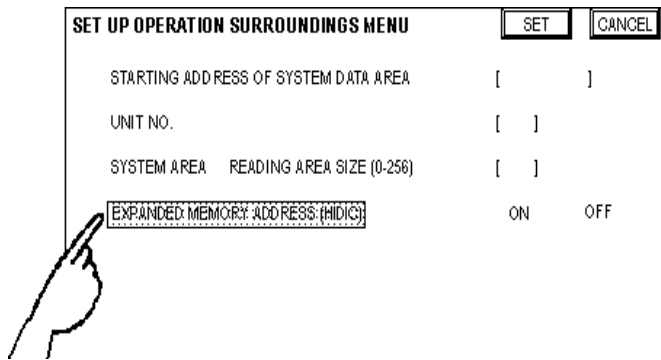 SET UP OPERATION SURROUNDINGS MENU SET CANCEL
STARTING ADDRESS OF SYSTEM DATA AREA [ ]
UNIT NO. [ ]
SYSTEM AREA READING AREA SIZE (0-256) [ ]
EXPANDED MEMORY ADDRESS (HIDIC) ON OFF